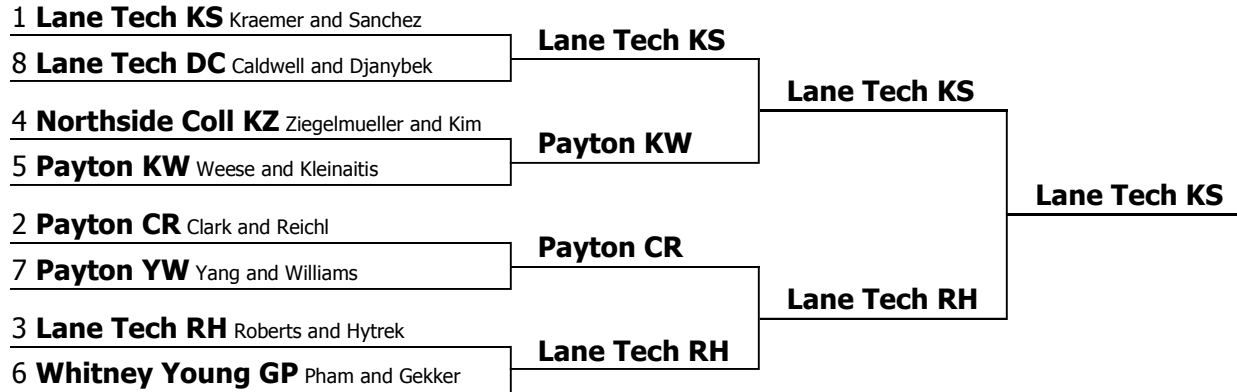 1 Lane Tech KS Kraemer and Sanchez
8 Lane Tech DC Caldwell and Djanybek
4 Northside Coll KZ Ziegelmueller and Kim
5 Payton KW Weese and Kleinaitis
2 Payton CR Clark and Reichl
7 Payton YW Yang and Williams
3 Lane Tech RH Roberts and Hytrek
6 Whitney Young GP Pham and Gekker
Lane Tech KS
Payton KW
Payton CR
Lane Tech RH
Lane Tech KS
Lane Tech RH
Lane Tech KS